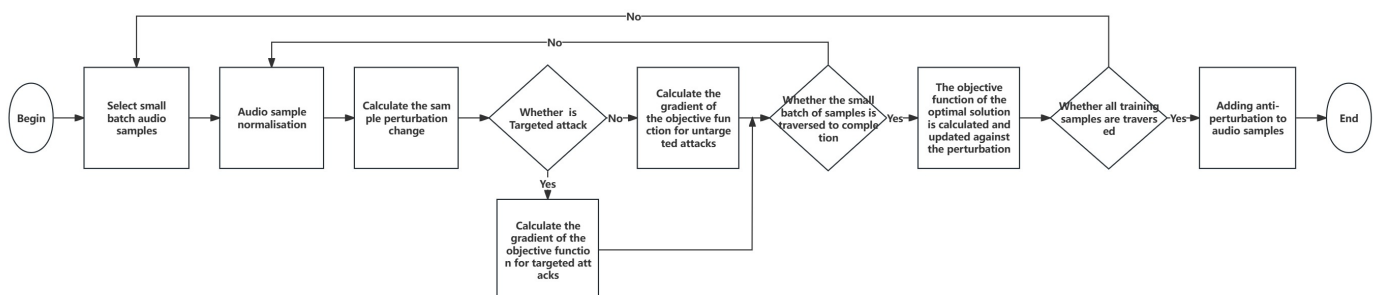 No
No
Begin
Select small
batch audio
samples
Audio sample
normalisation
Calculate the sam
ple perturbation
change
Whether is
Targeted attack
No
Calculate the
gradient of
the objective fun
ction for untarge
ted attacks
Whether the small
batch of samples is
traversed to comple
tion
Yes
The objective
function of the
optimal solution
is calculated and
updated against
the perturbation
Whether all training
samples are travers
ed
Yes
Adding anti-
perturbation to
audio samples
End
Yes
Calculate the
gradient of the
objective functio
n for targeted att
acks